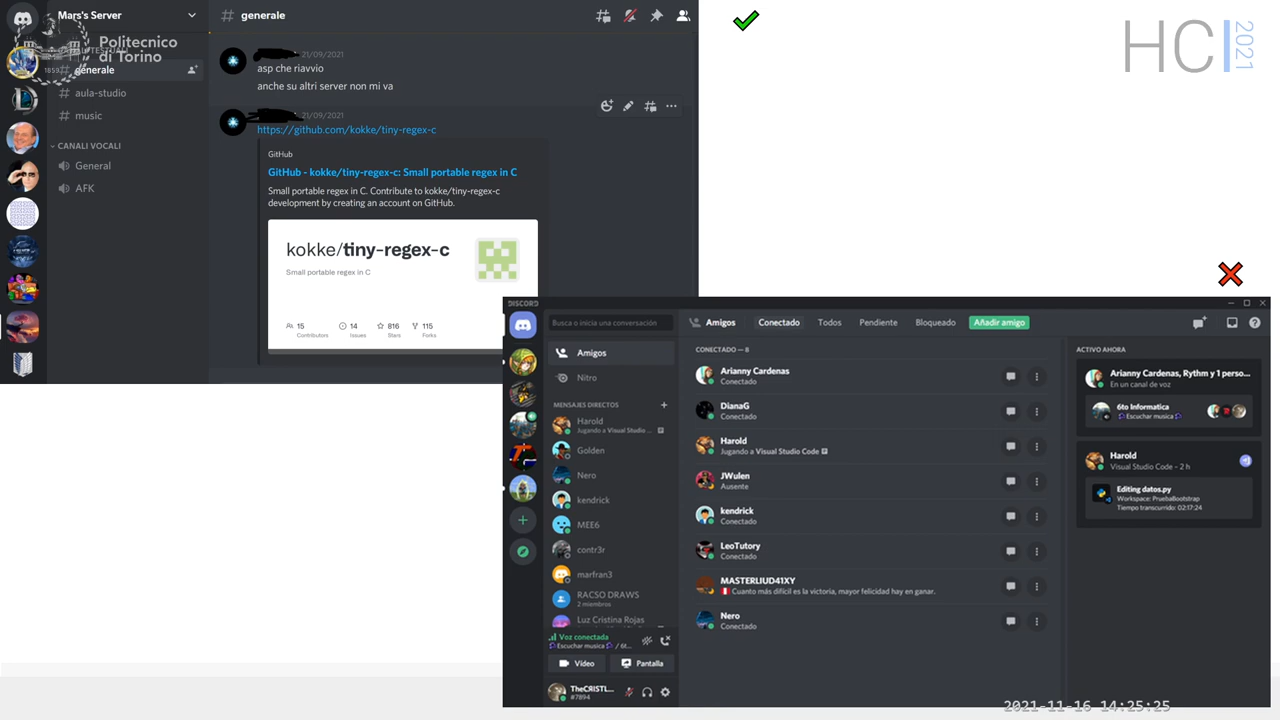 Mars's Server
generale
Politecnico
di Torino
1859
generale
aula-studio
music
CANALI VOCALI
General
AFK
21/09/2021
asp che riavvio
anche su altri server non mi va
21/09/2021
https://github.com/kokke/tiny-regex-c
GitHub
GitHub - kokke/tiny-regex-c: Small portable regex in C
Small portable regex in C. Contribute to kokke/tiny-regex-c
development by creating an account on GitHub.
kokke/tiny-regex-c
Small portable regex in C
15
Contributors
14
Issues
816
Stars
115
Forks
HCI 2021
DISCORD
Busca o inicia una conversación
Amigos
Conectado
Todos
Pendiente
Bloqueado
Añadir amigo
Amigos
Nitro
MENSAJES DIRECTOS
Harold
Jugando a Visual Studio ...
Golden
Nero
kendrick
MEE6
contr3r
marfran3
RACSO DRAWS
2 miembros
Luz Cristina Rojas
Voz conectada
Escuchar musica / 6t...
Vídeo
Pantalla
TheCRISTL...
#7894
CONECTADO — 8
Arianny Cardenas
Conectado
DianaG
Conectado
Harold
Jugando a Visual Studio Code
JWulen
Ausente
kendrick
Conectado
LeoTutory
Conectado
MASTERLIUD41XY
Cuanto más difícil es la victoria, mayor felicidad hay en ganar.
Nero
Conectado
ACTIVO AHORA
Arianny Cardenas, Rythm y 1 perso...
En un canal de voz
6to Informatica
Escuchar musica
Harold
Visual Studio Code - 2 h
Editing datos.py
Workspace: PruebaBootstrap
Tiempo transcurrido: 02:17:24
2021-11-16 14:25:25